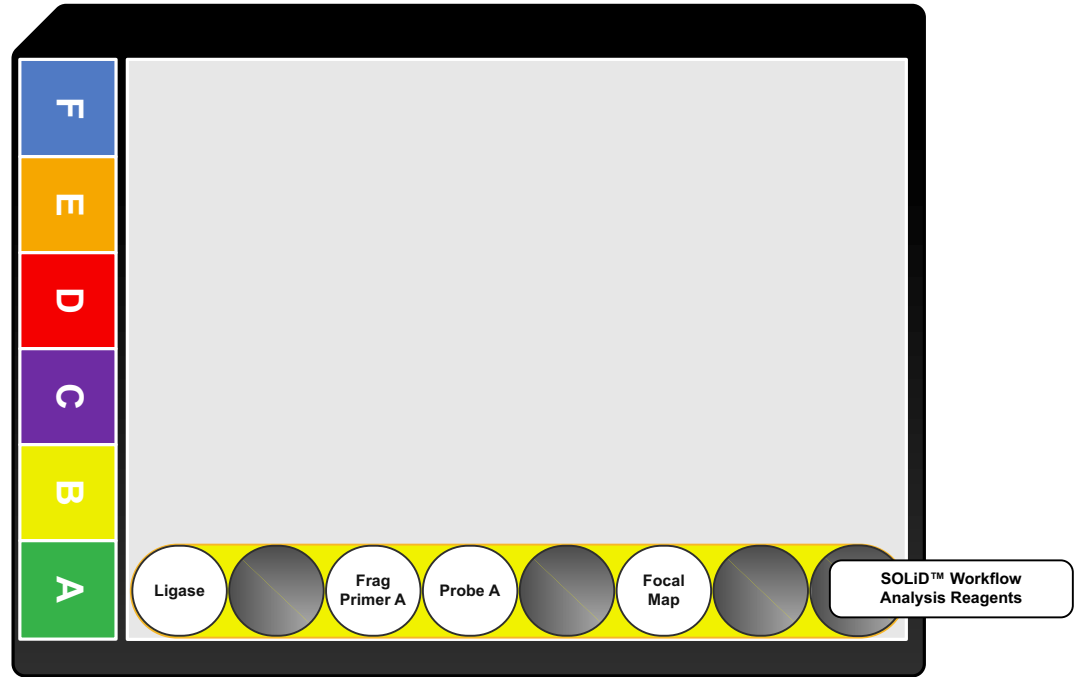 F
E
D
C
B
A
Ligase
Frag
Primer A
Probe A
Focal
Map
SOLiD™ Workflow
Analysis Reagents